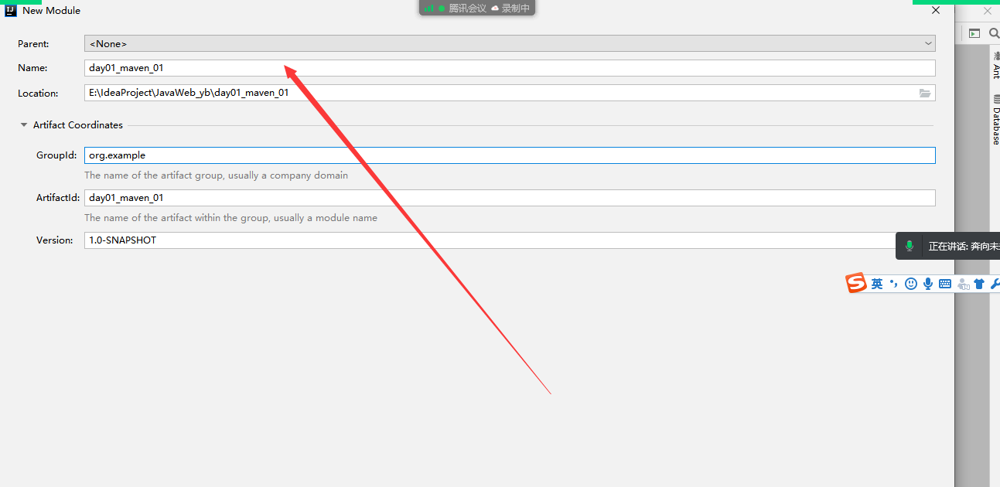 New Module
腾讯会议 录制中
Parent: <None>
Name: day01_maven_01
Location: E:\IdeaProject\JavaWeb_yb\day01_maven_01
Artifact Coordinates
GroupId: org.example
The name of the artifact group, usually a company domain
ArtifactId: day01_maven_01
The name of the artifact within the group, usually a module name
Version: 1.0-SNAPSHOT
正在讲话: 奔向未
英
Ant
Database